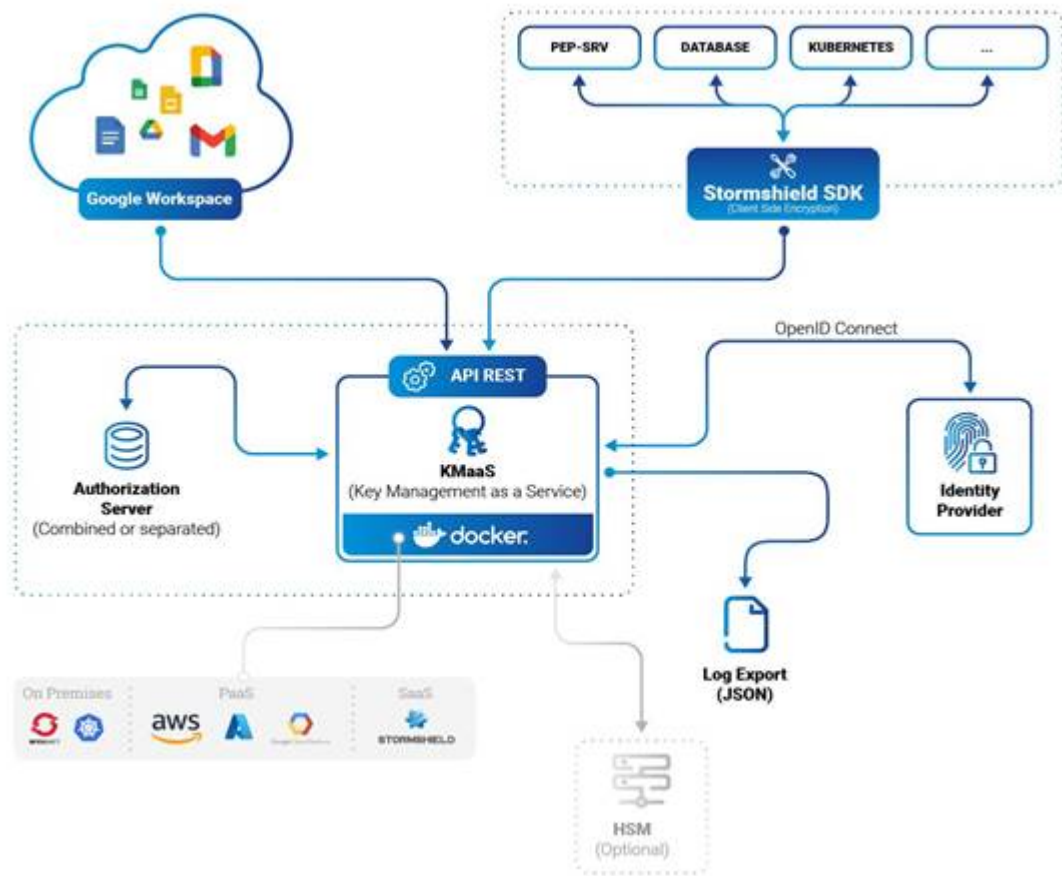 PEP-SRV
DATABASE
KUBERNETES
...
Google Workspace
Stormshield SDK
(Client Side Encryption)
OpenID Connect
API REST
KMaaS
(Key Management as a Service)
docker
Authorization
Server
(Combined or separated)
Identity
Provider
Log Export
(JSON)
On Premises
PaaS
SaaS
aws
STORMSHIELD
HSM
(Optional)